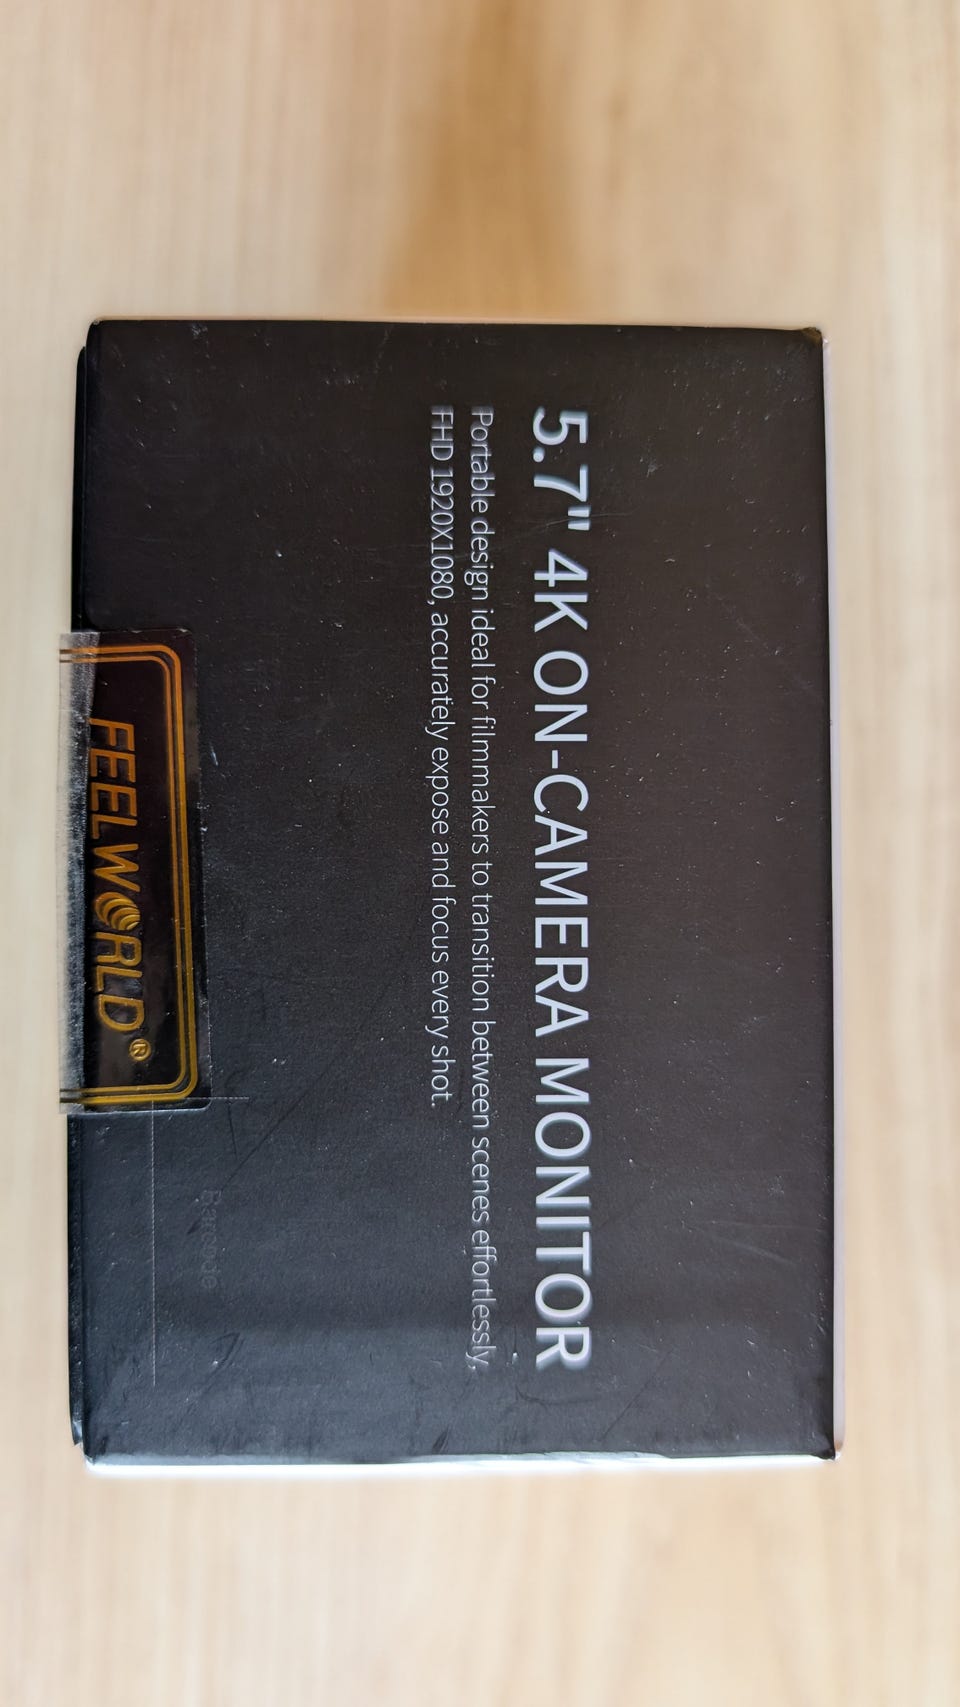 5.7" 4K ON-CAMERA MONITOR
Portable design ideal for filmmakers to transition between scenes effortlessly,
FHD 1920X1080, accurately expose and focus every shot.
Barcode
FEELWORLD®